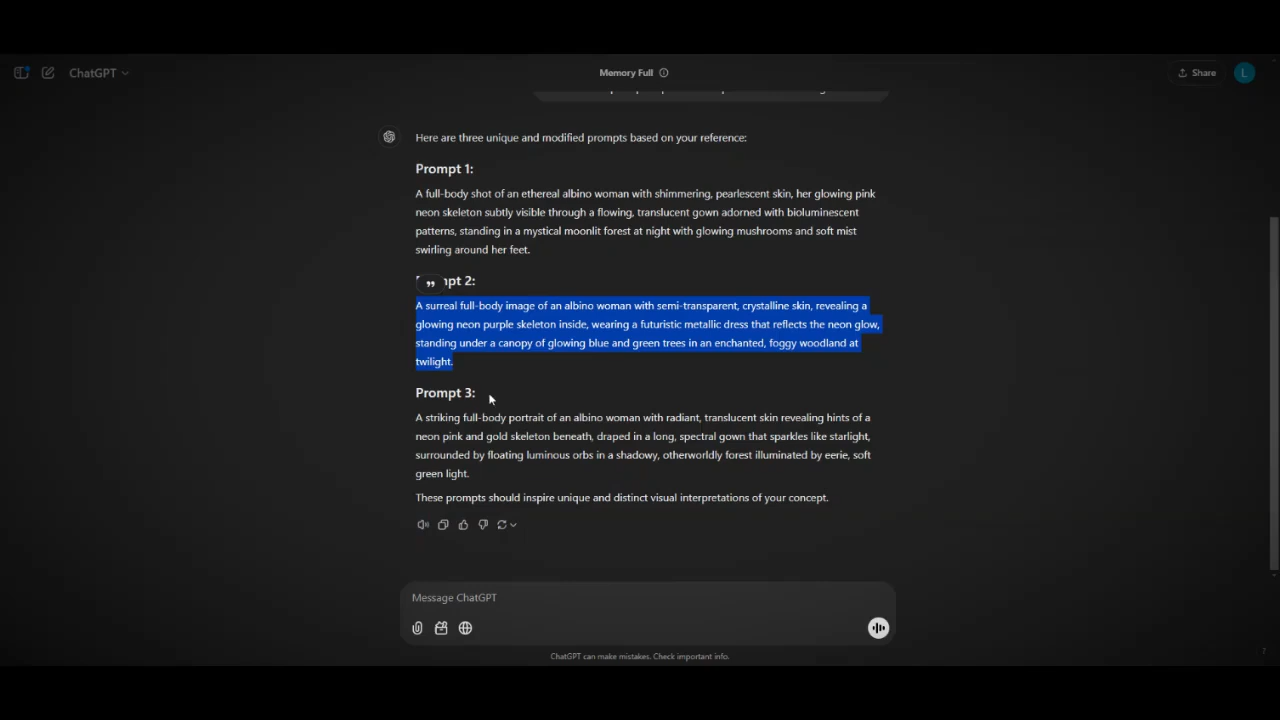 ChatGPT
Memory Full
Share
L
Here are three unique and modified prompts based on your reference:
Prompt 1:
A full-body shot of an ethereal albino woman with shimmering, pearlescent skin, her glowing pink
neon skeleton subtly visible through a flowing, translucent gown adorned with bioluminescent
patterns, standing in a mystical moonlit forest at night with glowing mushrooms and soft mist
swirling around her feet.
pt 2:
A surreal full-body image of an albino woman with semi-transparent, crystalline skin, revealing a
glowing neon purple skeleton inside, wearing a futuristic metallic dress that reflects the neon glow,
standing under a canopy of glowing blue and green trees in an enchanted, foggy woodland at
twilight.
Prompt 3:
A striking full-body portrait of an albino woman with radiant, translucent skin revealing hints of a
neon pink and gold skeleton beneath, draped in a long, spectral gown that sparkles like starlight,
surrounded by floating luminous orbs in a shadowy, otherworldly forest illuminated by eerie, soft
green light.
These prompts should inspire unique and distinct visual interpretations of your concept.
Message ChatGPT
ChatGPT can make mistakes. Check important info.
?